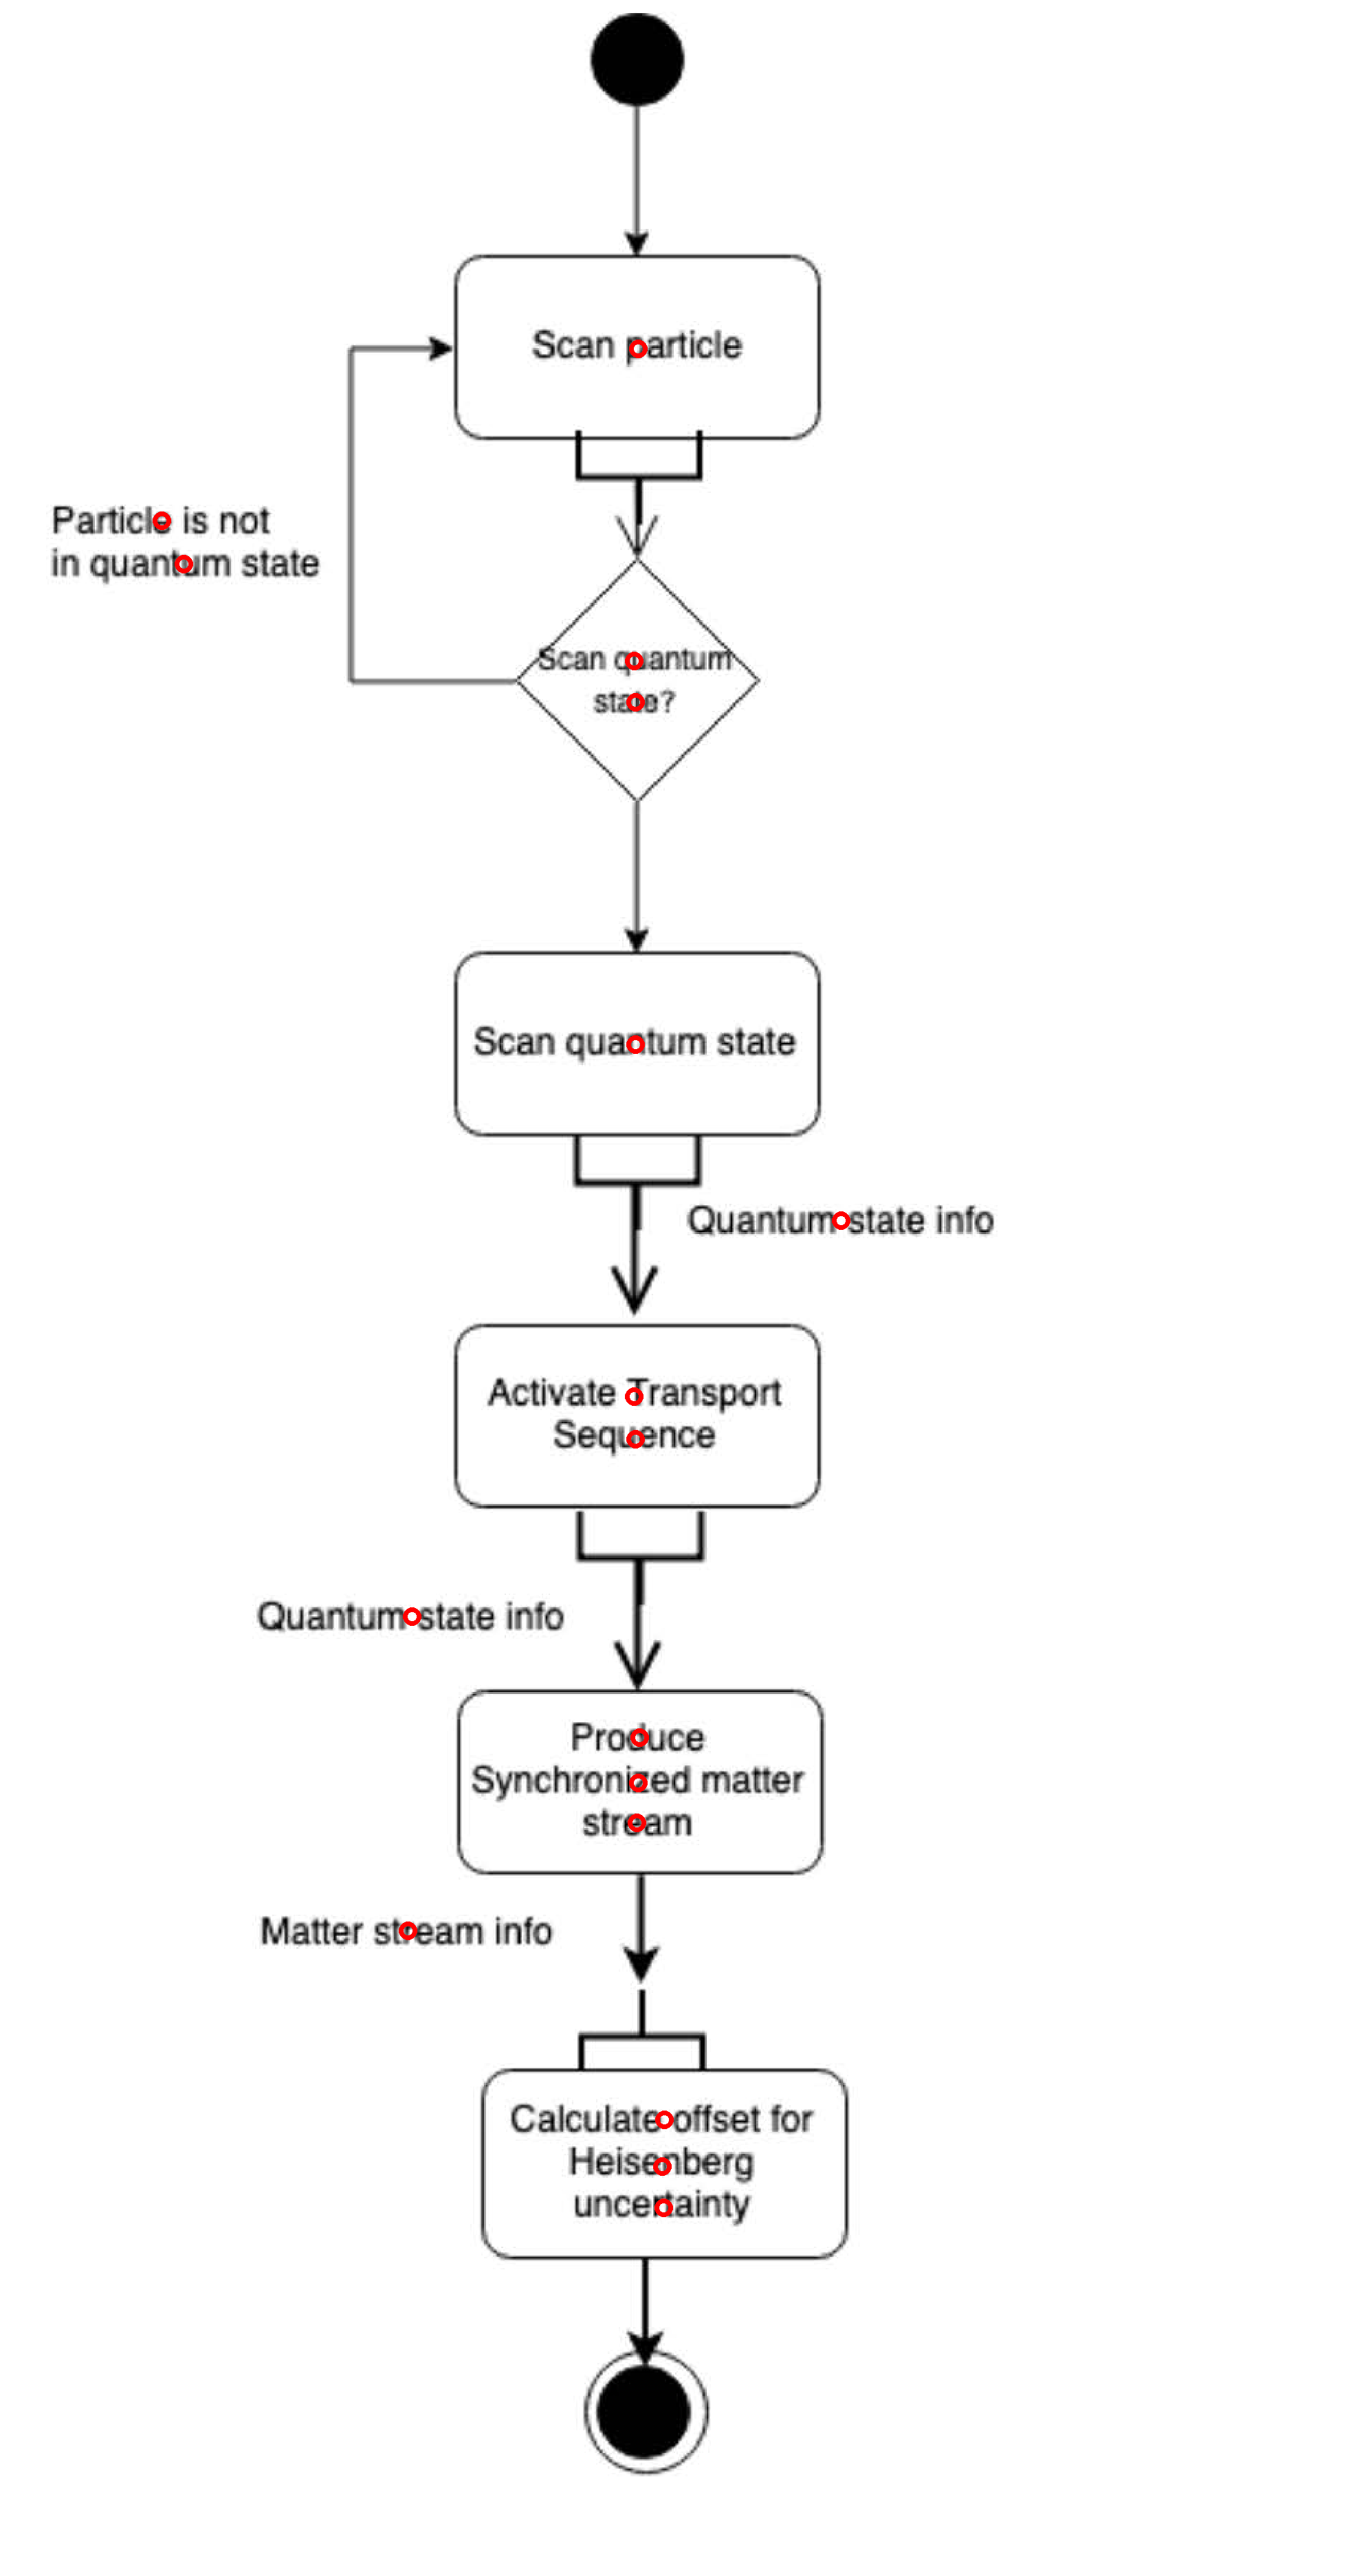 Scan particle
Particle is not
in quantum state
Scan quantum
state?
Scan quantum state
Quantum state info
Activate Transport
Sequence
Quantum state info
Produce
Synchronized matter
stream
Matter stream info
Calculate offset for
Heisenberg
uncertainty